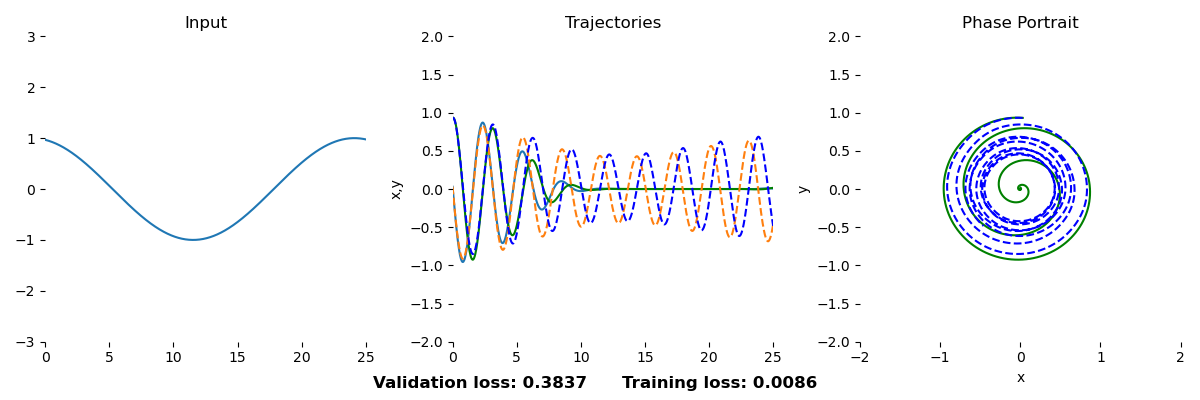 Input
3
2
1
0
−1
−2
−3
0 5 10 15 20 25
Trajectories
x,y
2.0
1.5
1.0
0.5
0.0
−0.5
−1.0
−1.5
−2.0
0 5 10 15 20 25
Phase Portrait
y
2.0
1.5
1.0
0.5
0.0
−0.5
−1.0
−1.5
−2.0
−2 −1 0 1 2
x
Validation loss: 0.3837 Training loss: 0.0086